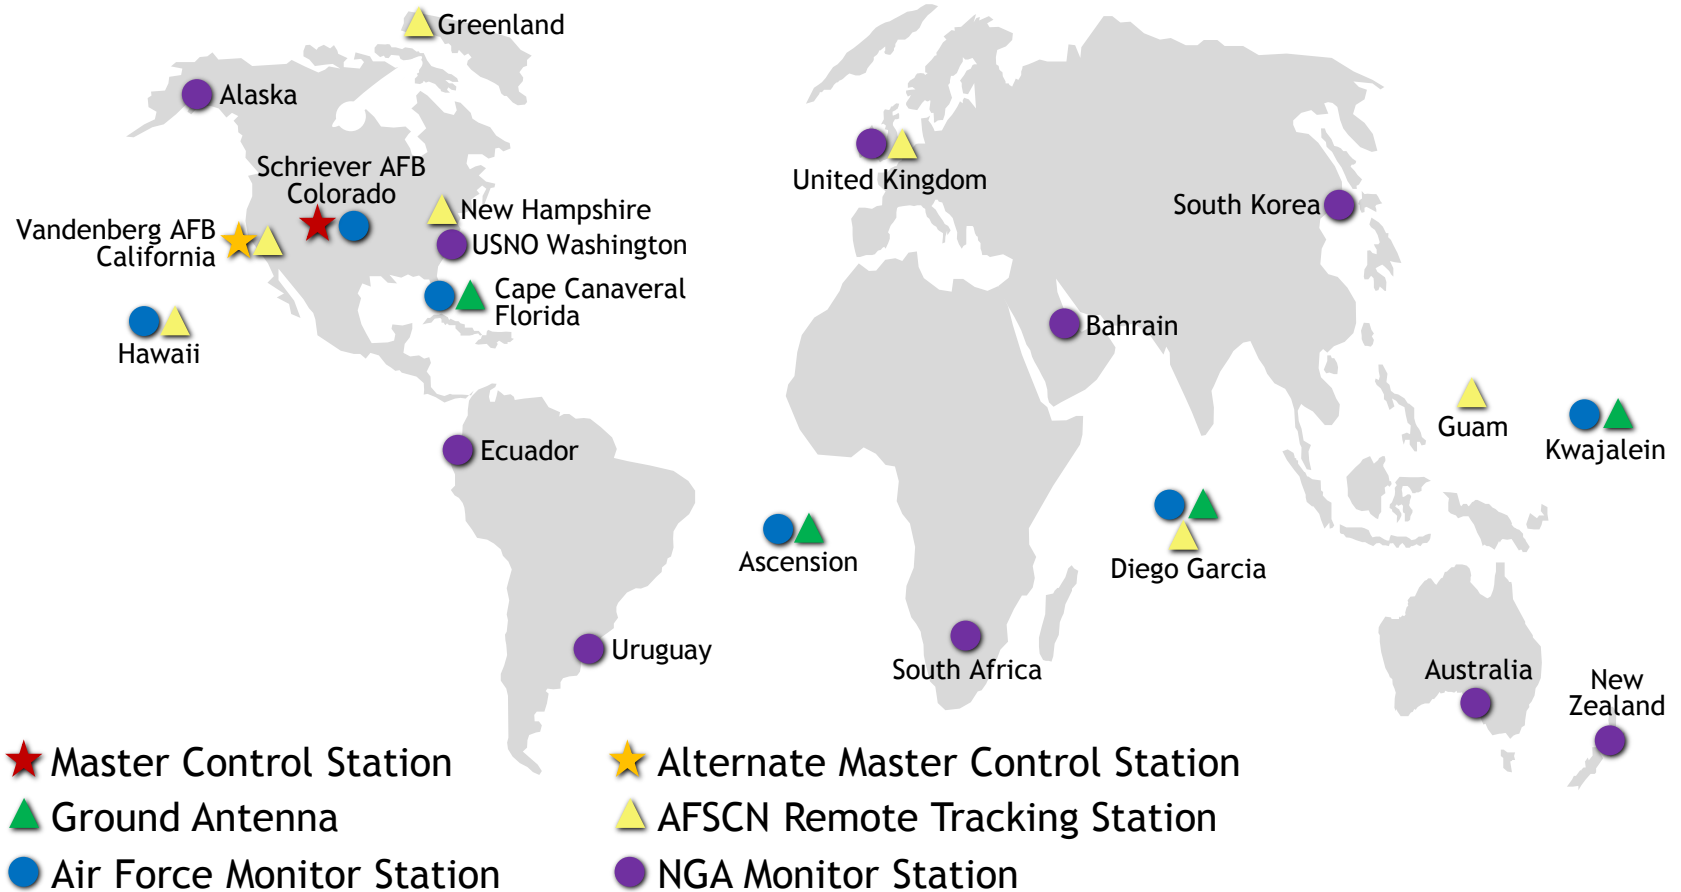 Greenland
Alaska
Schriever AFB
Colorado
New Hampshire
Vandenberg AFB
California
USNO Washington
Cape Canaveral
Florida
Hawaii
United Kingdom
South Korea
Bahrain
Guam
Kwajalein
Ecuador
Ascension
Diego Garcia
Uruguay
South Africa
Australia
New
Zealand
Master Control Station
Alternate Master Control Station
Ground Antenna
AFSCN Remote Tracking Station
Air Force Monitor Station
NGA Monitor Station